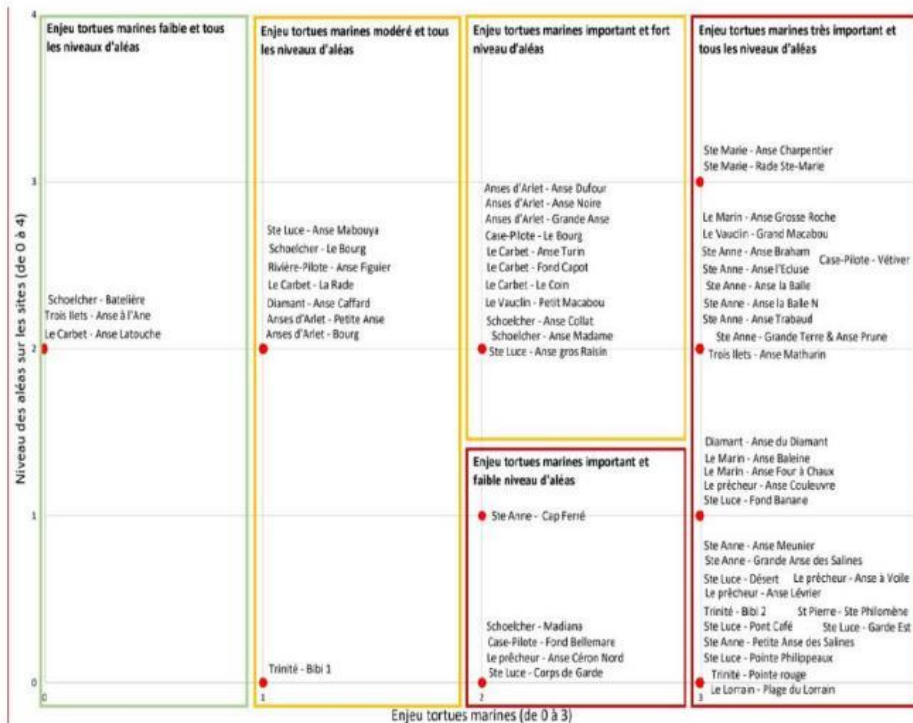 Niveau des aléas sur les sites (de 0 à 4)
4
3
2
1
0
Enjeu tortues marines faible et tous
les niveaux d'aléas
Schoelcher - Batelière
Trois Ilets - Anse à l'Ane
Le Carbet - Anse Latouche
0
Enjeu tortues marines modéré et tous
les niveaux d'aléas
Ste Luce - Anse Mabouya
Schoelcher - Le Bourg
Rivière-Pilote - Anse Figuier
Le Carbet - La Rade
Diamant - Anse Caffard
Anses d'Arlet - Petite Anse
Anses d'Arlet - Bourg
Trinité - Bibi 1
1
Enjeu tortues marines important et fort
niveau d'aléas
Anses d'Arlet - Anse Dufour
Anses d'Arlet - Anse Noire
Anses d'Arlet - Grande Anse
Case-Pilote - Le Bourg
Le Carbet - Anse Turin
Le Carbet - Fond Capot
Le Carbet - Le Coin
Le Vauclin - Petit Macabou
Schoelcher - Anse Collat
Schoelcher - Anse Madame
Ste Luce - Anse gros Raisin
Enjeu tortues marines important et
faible niveau d'aléas
Ste Anne - Cap Ferré
Schoelcher - Madiana
Case-Pilote - Fond Bellemare
Le prêcheur - Anse Céron Nord
Ste Luce - Corps de Garde
2
Enjeu tortues marines très important et
tous les niveaux d'aléas
Ste Marie - Anse Charpentier
Ste Marie - Rade Ste-Marie
Le Marin - Anse Grosse Roche
Le Vauclin - Grand Macabou
Ste Anne - Anse Braham
Case-Pilote - Vétiver
Ste Anne - Anse l'Ecluse
Ste Anne - Anse la Balle
Ste Anne - Anse la Balle N
Ste Anne - Anse Trabaud
Ste Anne - Grande Terre & Anse Prune
Trois Ilets - Anse Mathurin
Diamant - Anse du Diamant
Le Marin - Anse Baleine
Le Marin - Anse Four à Chaux
Le prêcheur - Anse Couleuvre
Ste Luce - Fond Banane
Ste Anne - Anse Meunier
Ste Anne - Grande Anse des Salines
Ste Luce - Désert Le prêcheur - Anse à Voile
Le prêcheur - Anse Lévrier
Trinité - Bibi 2 St Pierre - Ste Philomène
Ste Luce - Pont Café Ste Luce - Garde Est
Ste Anne - Petite Anse des Salines
Ste Luce - Pointe Philippeaux
Trinité - Pointe rouge
Le Lorrain - Plage du Lorrain
3
Enjeu tortues marines (de 0 à 3)